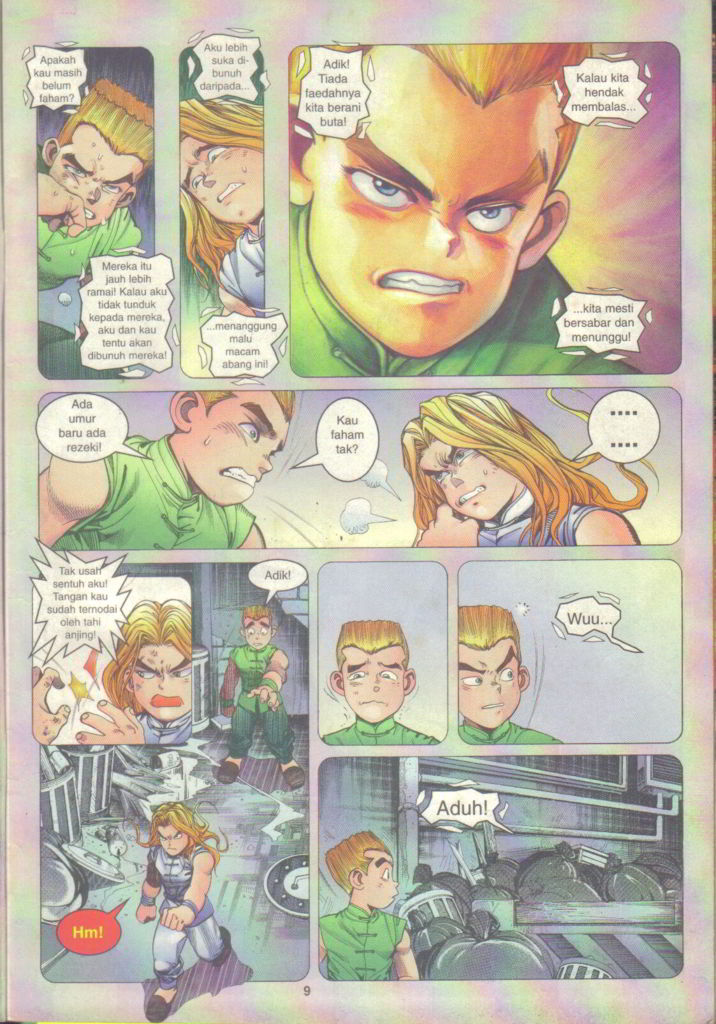 Apakah
kau masih
belum
faham?
Mereka itu
jauh lebih
ramai! Kalau aku
tidak tunduk
kepada mereka,
aku dan kau
tentu akan
dibunuh mereka!
Aku lebih
suka di-
bunuh
daripada...
...menanggung
malu
macam
abang ini!
Adik!
Tiada
faedahnya
kita berani
buta!
Kalau kita
hendak
membalas...
...kita mesti
bersabar dan
menunggu!
Ada
umur
baru ada
rezeki!
Kau
faham
tak?
....
....
Tak usah
sentuh aku!
Tangan kau
sudah ternodai
oleh tahi
anjing!
Adik!
Hm!
Wuu...
Aduh!
9